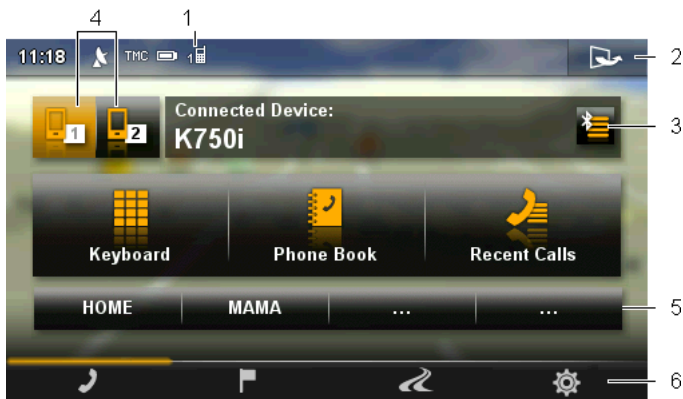 4 1
11:18 TMC 1 2
1 2 Connected Device: 3
K750i
Keyboard Phone Book Recent Calls
HOME MAMA ... ... 5
6